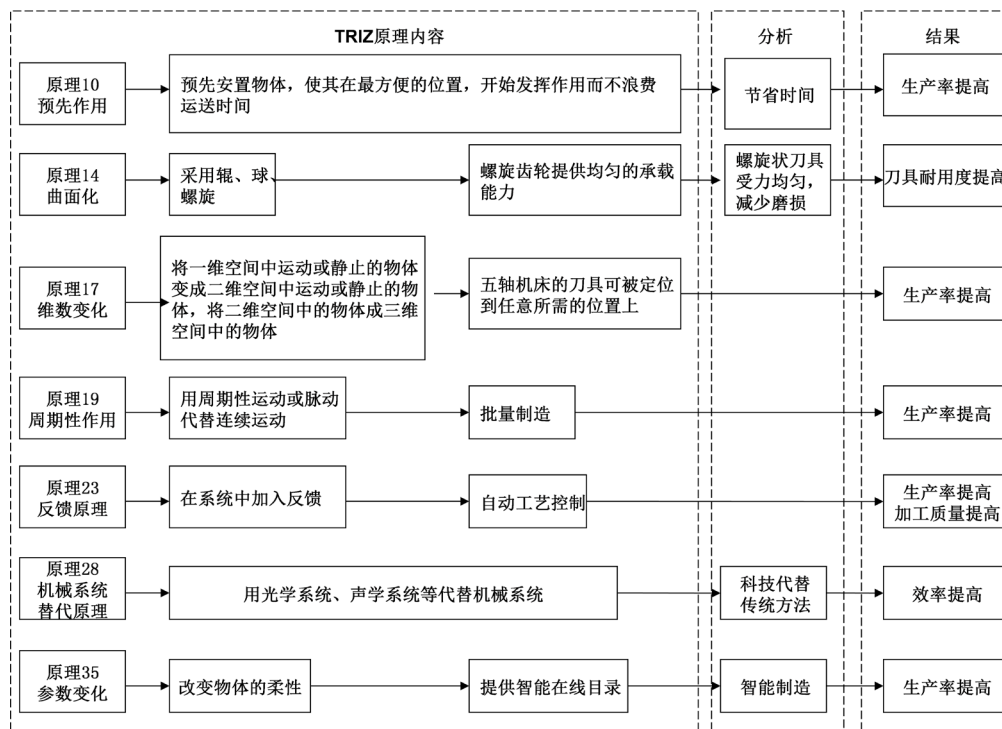 TRIZ原理内容
分析
结果
原理10
预先作用
预先安置物体，使其在最方便的位置，开始发挥作用而不浪费
运送时间
节省时间
生产率提高
原理14
曲面化
采用辊、球、
螺旋
螺旋齿轮提供均匀的承载
能力
螺旋状刀具
受力均匀，
减少磨损
刀具耐用度提高
原理17
维数变化
将一维空间中运动或静止的物体
变成二维空间中运动或静止的物
体，将二维空间中的物体成三维
空间中的物体
五轴机床的刀具可被定位
到任意所需的位置上
生产率提高
原理19
周期性作用
用周期性运动或脉动
代替连续运动
批量制造
生产率提高
原理23
反馈原理
在系统中加入反馈
自动工艺控制
生产率提高
加工质量提高
原理28
机械系统
替代原理
用光学系统、声学系统等代替机械系统
科技代替
传统方法
效率提高
原理35
参数变化
改变物体的柔性
提供智能在线目录
智能制造
生产率提高